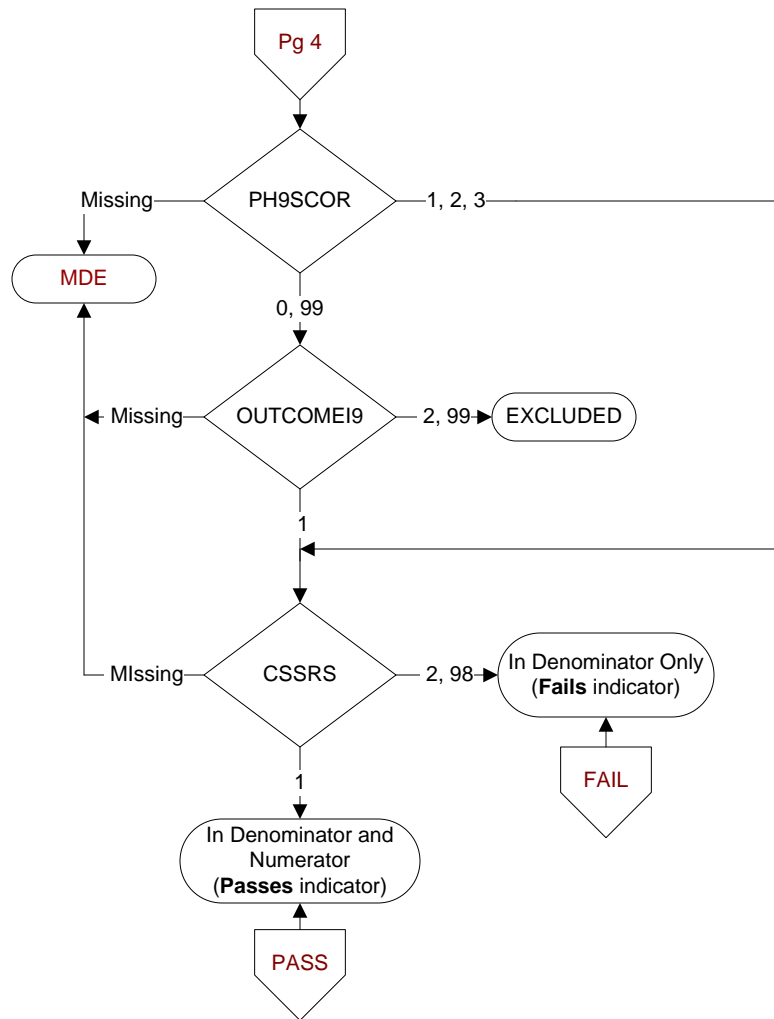 Pg 4
PH9SCOR
Missing
1, 2, 3
MDE
0, 99
OUTCOMEI9
Missing
2, 99
EXCLUDED
1
CSSRS
MIssing
2, 98
In Denominator Only
(Fails indicator)
FAIL
1
In Denominator and
Numerator
(Passes indicator)
PASS